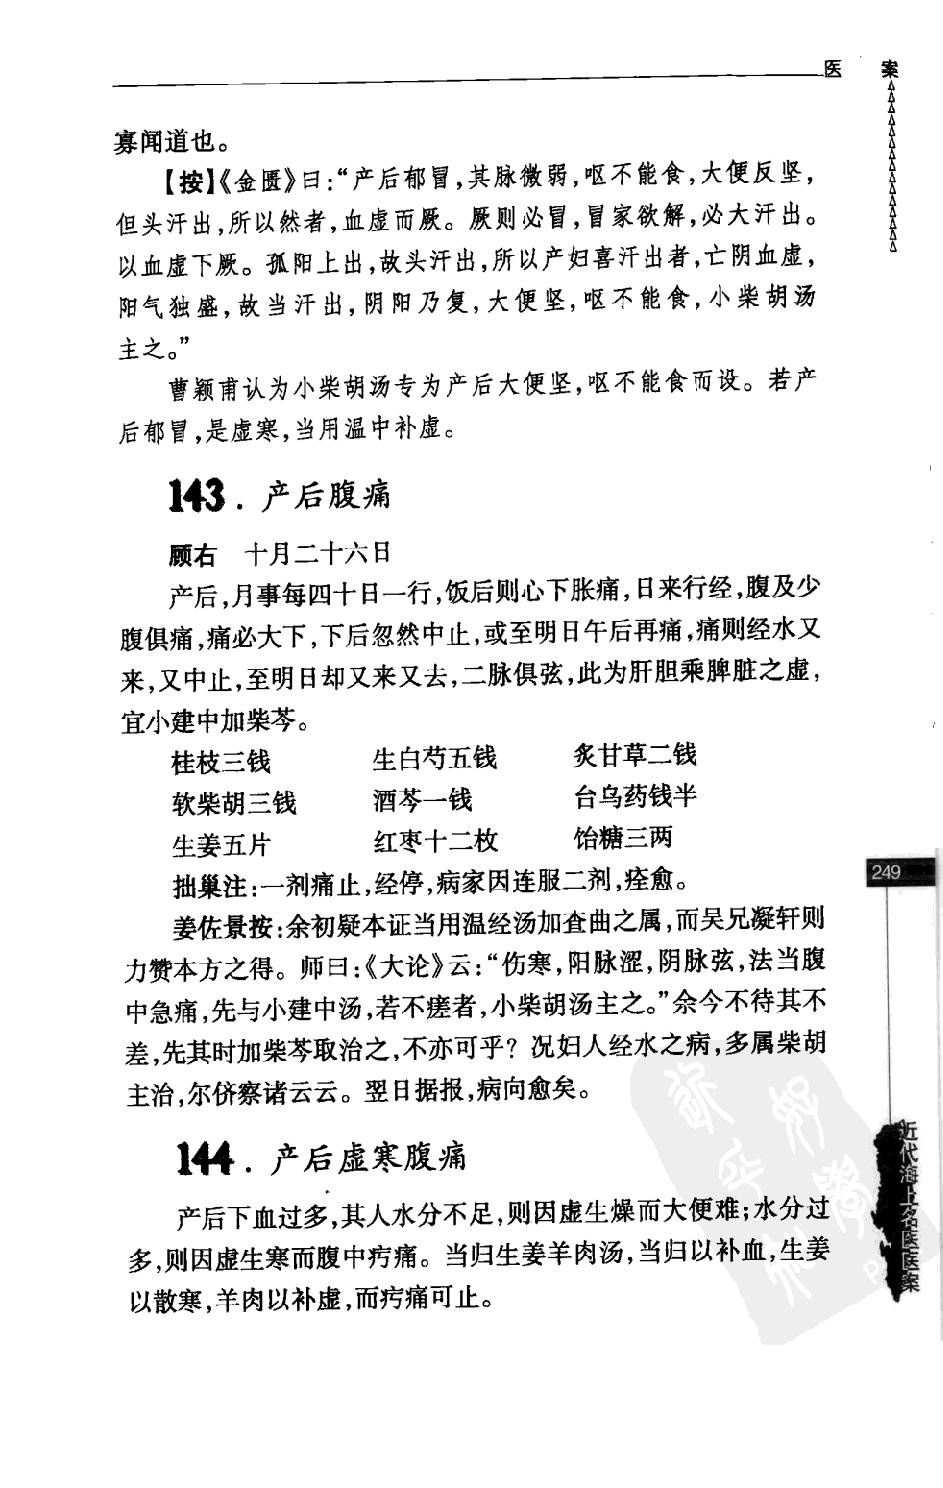 医 案
寡闻道也。
【按】《金匮》曰:“产后郁冒,其脉微弱,呕不能食,大便反坚,
但头汗出,所以然者,血虚而厥。厥则必冒,冒家欲解,必大汗出。
以血虚下厥。孤阳上出,故头汗出,所以产妇喜汗出者,亡阴血虚,
阳气独盛,故当汗出,阴阳乃复,大便坚,呕不能食,小柴胡汤
主之。”
曹颖甫认为小柴胡汤专为产后大便坚,呕不能食而设。若产
后郁冒,是虚寒,当用温中补虚。
143. 产后腹痛
顾右 十月二十六日
产后,月事每四十日一行,饭后则心下胀痛,日来行经,腹及少
腹俱痛,痛必大下,下后忽然中止,或至明日午后再痛,痛则经水又
来,又中止,至明日却又来又去,二脉俱弦,此为肝胆乘脾脏之虚,
宜小建中加柴芩。
桂枝三钱 生白芍五钱 炙甘草二钱
软柴胡三钱 酒芩一钱 台乌药钱半
生姜五片 红枣十二枚 饴糖三两
拙巢注:一剂痛止,经停,病家因连服二剂,痊愈。
姜佐景按:余初疑本证当用温经汤加查曲之属,而吴兄凝轩则
力赞本方之得。师曰:《大论》云:“伤寒,阳脉涩,阴脉弦,法当腹
中急痛,先与小建中汤,若不瘥者,小柴胡汤主之。”余今不待其不
差,先其时加柴芩取治之,不亦可乎?况妇人经水之病,多属柴胡
主治,尔侪察诸云云。翌日据报,病向愈矣。
144. 产后虚寒腹痛
产后下血过多,其人水分不足,则因虚生燥而大便难;水分过
多,则因虚生寒而腹中㽱痛。当归生姜羊肉汤,当归以补血,生姜
以散寒,羊肉以补虚,而㽱痛可止。
249
近代海上名医医案